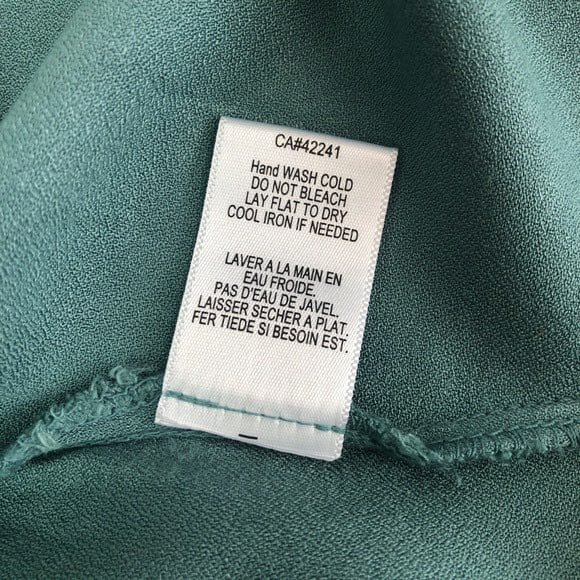 CA#42241
Hand WASH COLD
DO NOT BLEACH
LAY FLAT TO DRY
COOL IRON IF NEEDED
LAVER A LA MAIN EN
EAU FROIDE.
PAS D'EAU DE JAVEL.
LAISSER SECHER A PLAT.
FER TIEDE SI BESOIN EST.